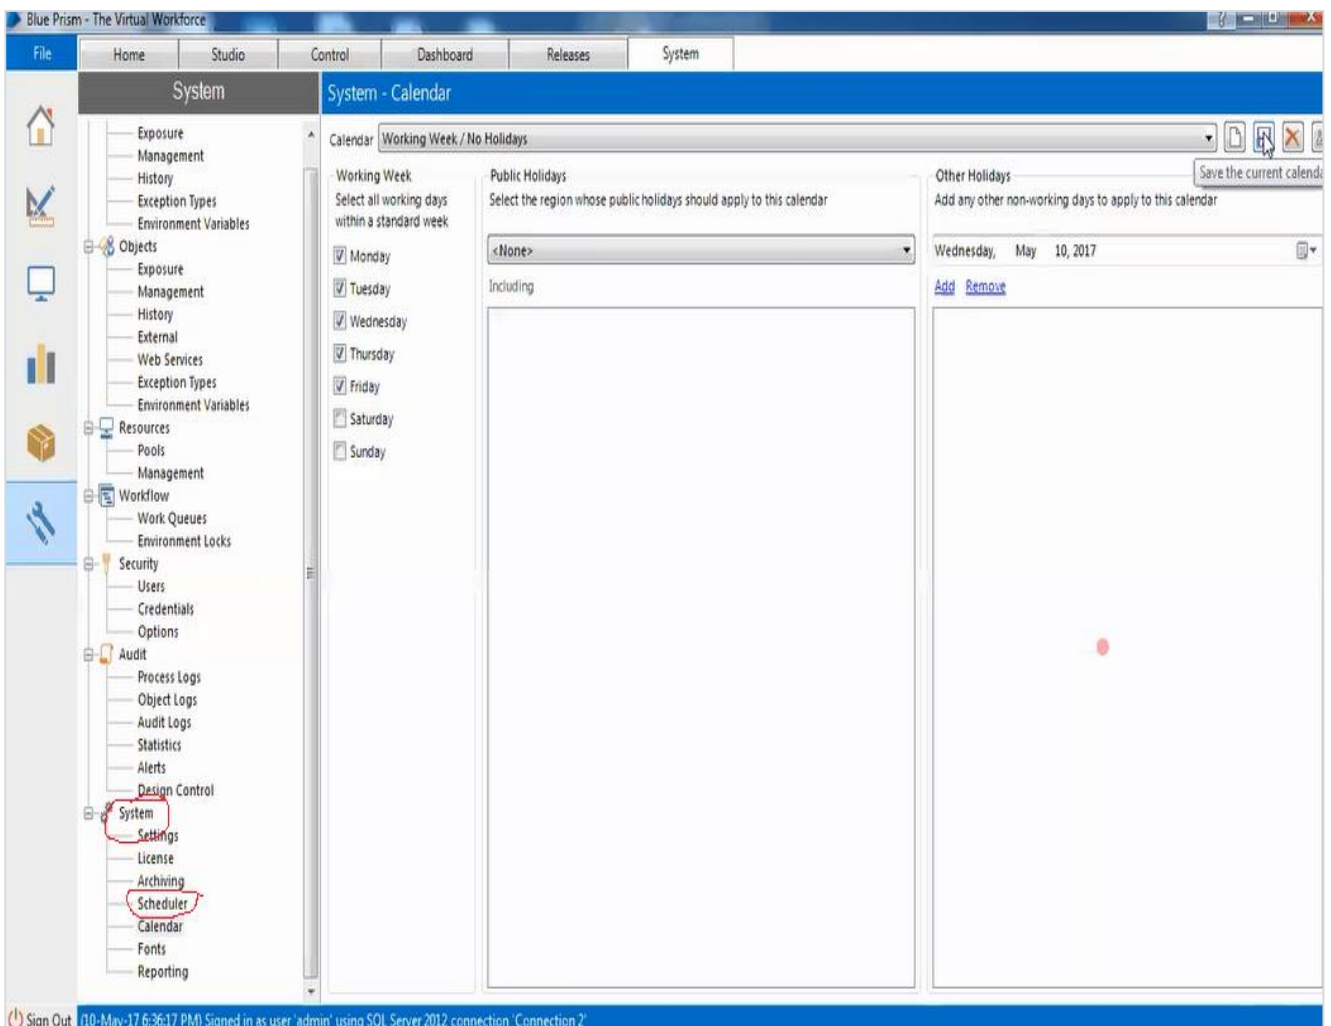 Blue Prism - The Virtual Workforce
File Home Studio Control Dashboard Releases System
System
System - Calendar
Calendar Working Week / No Holidays
Save the current calenda
Exposure
Management
History
Exception Types
Environment Variables
Objects
Exposure
Management
History
External
Web Services
Exception Types
Environment Variables
Resources
Pools
Management
Workflow
Work Queues
Environment Locks
Security
Users
Credentials
Options
Audit
Process Logs
Object Logs
Audit Logs
Statistics
Alerts
Design Control
System
Settings
License
Archiving
Scheduler
Calendar
Fonts
Reporting
Working Week
Select all working days
within a standard week
Monday
Tuesday
Wednesday
Thursday
Friday
Saturday
Sunday
Public Holidays
Select the region whose public holidays should apply to this calendar
<None>
Including
Other Holidays
Add any other non-working days to apply to this calendar
Wednesday, May 10, 2017
Add Remove
Sign Out (10-May-17 6:36:17 PM) Signed in as user 'admin' using SQL Server 2012 connection 'Connection 2'